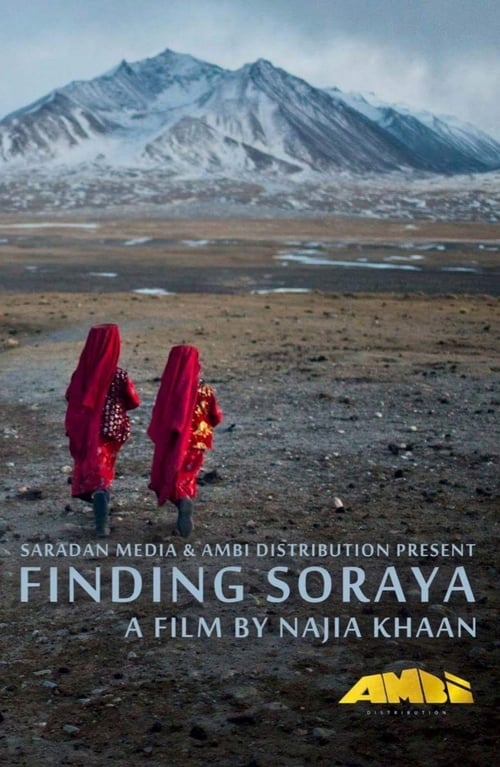 SARADAN MEDIA & AMBI DISTRIBUTION PRESENT
FINDING SORAYA
A FILM BY NAJIA KHAAN
AMBI
DISTRIBUTION